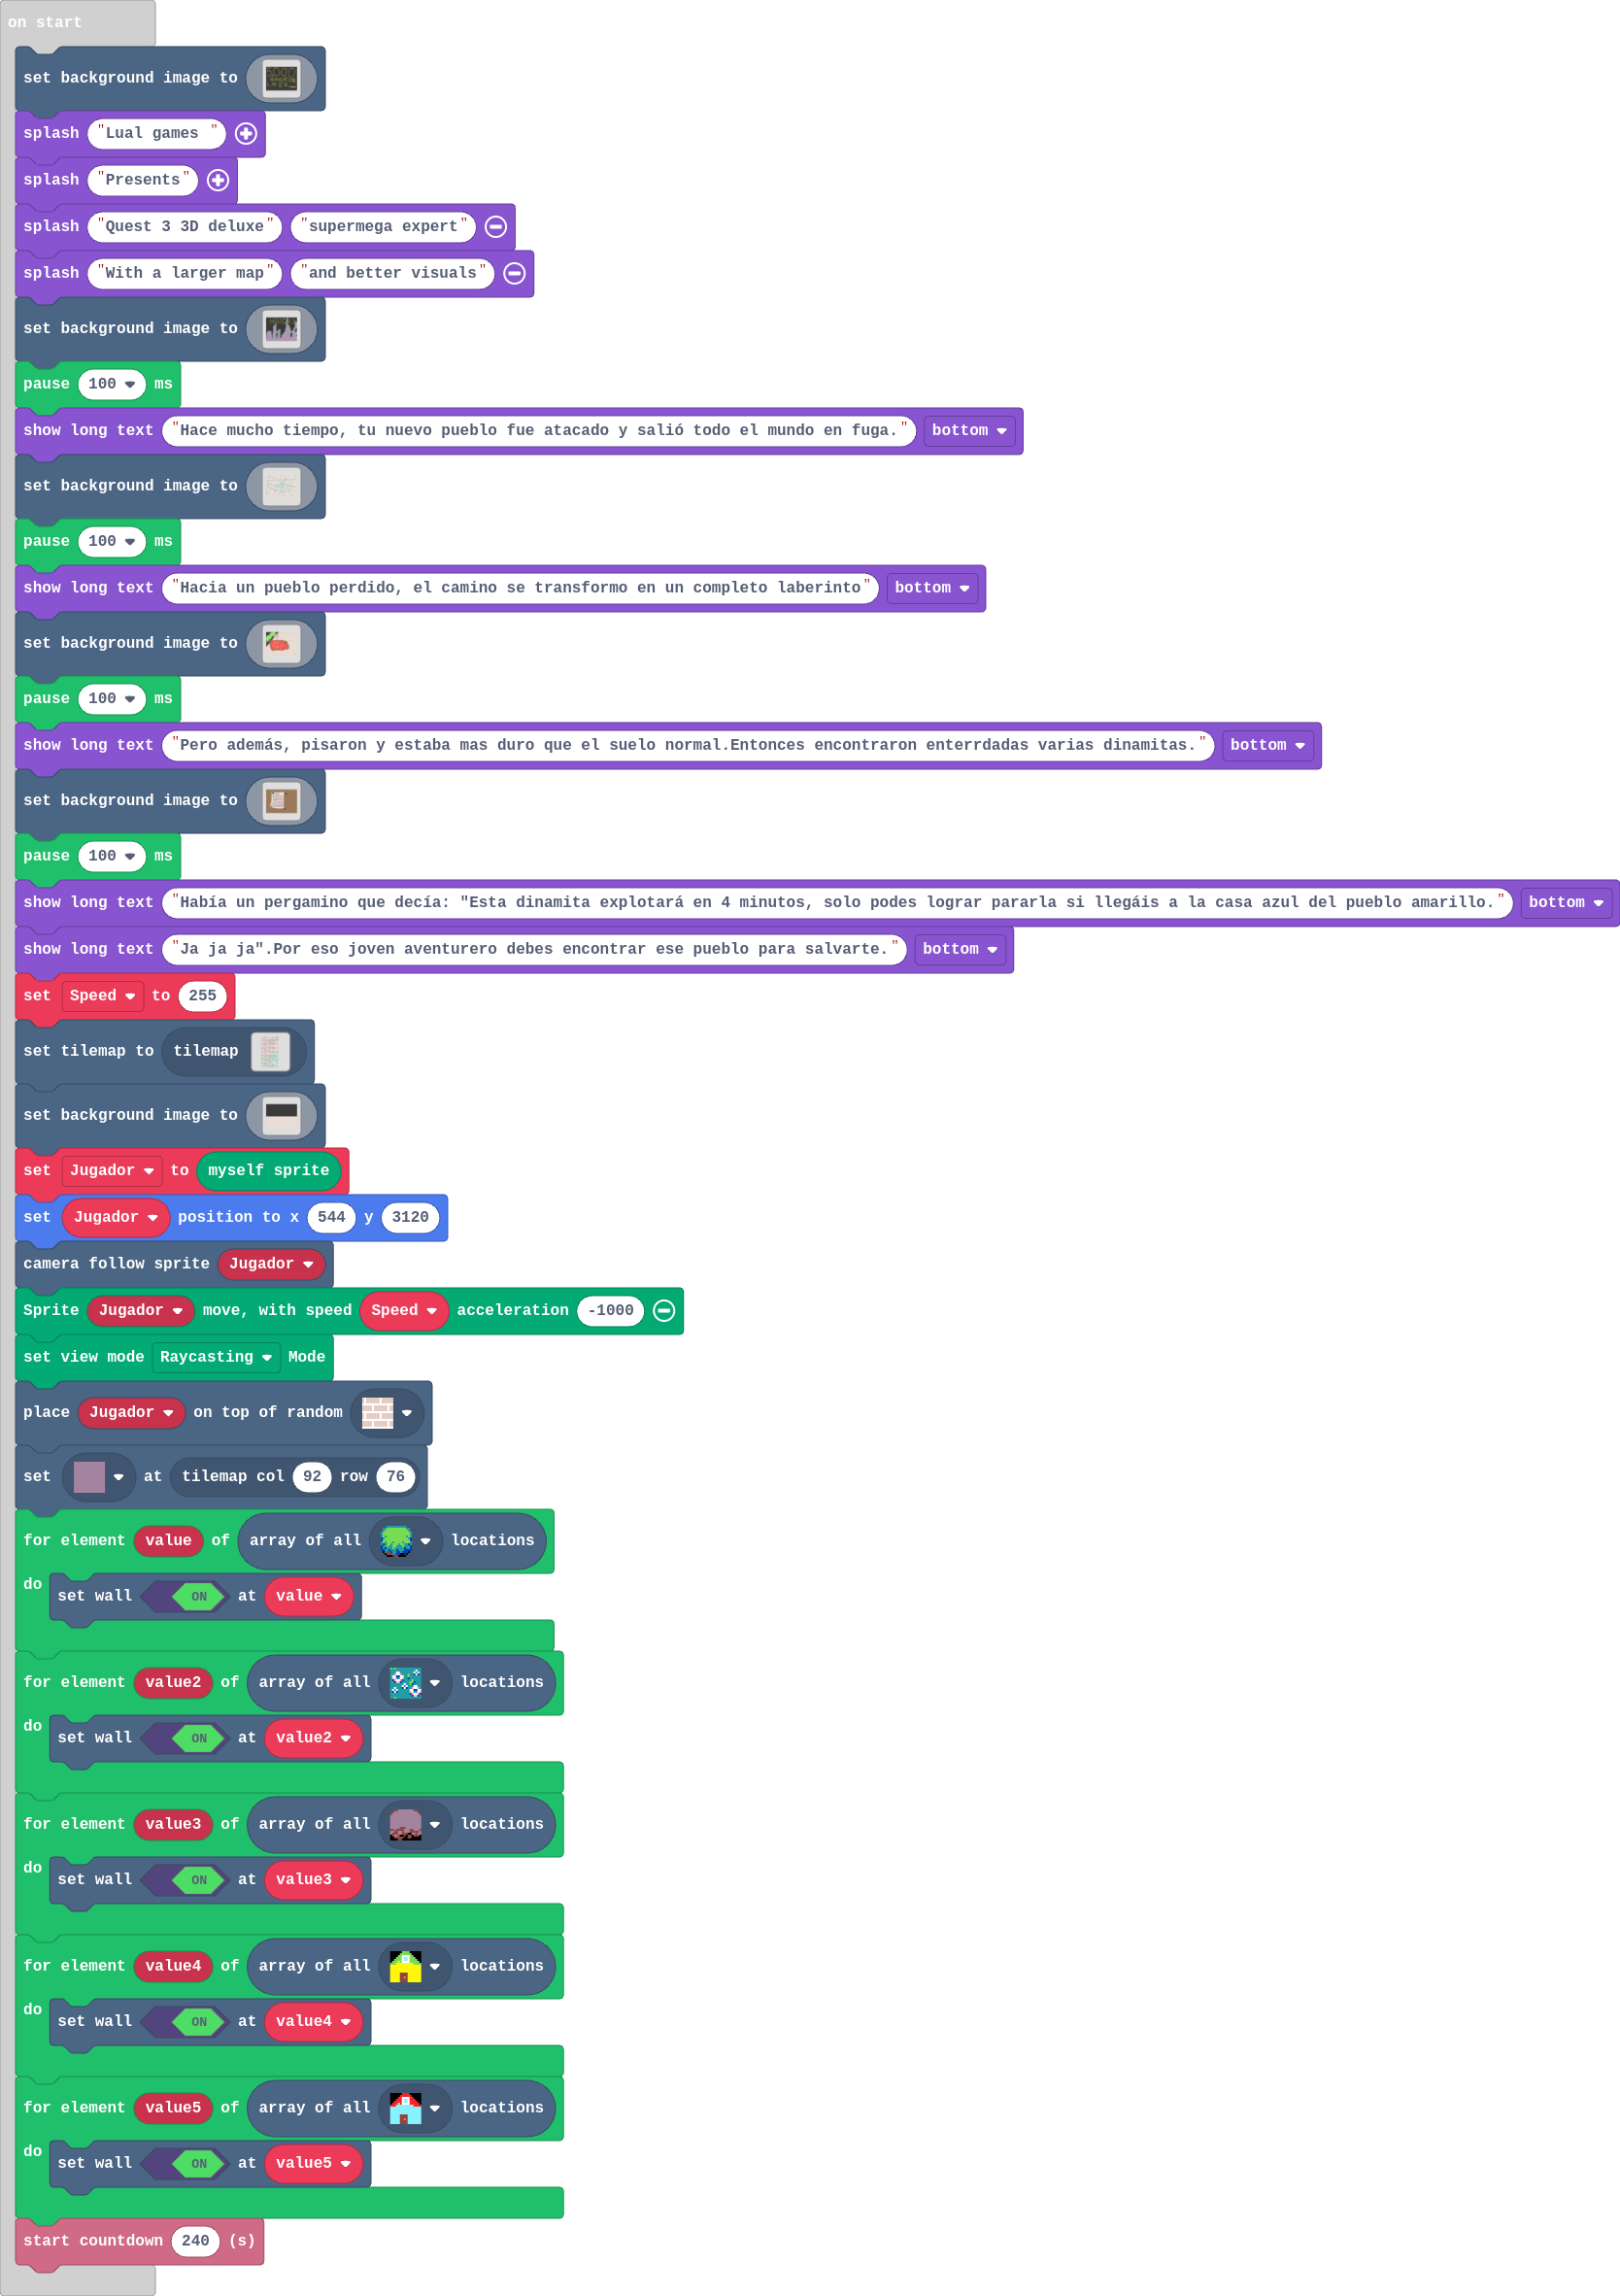 on start
set background image to
splash "Lual games "
splash "Presents"
splash "Quest 3 3D deluxe" "supermega expert"
splash "With a larger map" "and better visuals"
set background image to
pause 100 ms
show long text "Hace mucho tiempo, tu nuevo pueblo fue atacado y salió todo el mundo en fuga." bottom
set background image to
pause 100 ms
show long text "Hacia un pueblo perdido, el camino se transformo en un completo laberinto" bottom
set background image to
pause 100 ms
show long text "Pero además, pisaron y estaba mas duro que el suelo normal.Entonces encontraron enterrdadas varias dinamitas." bottom
set background image to
pause 100 ms
show long text "Había un pergamino que decía: "Esta dinamita explotará en 4 minutos, solo podes lograr pararla si llegáis a la casa azul del pueblo amarillo." bottom
show long text "Ja ja ja".Por eso joven aventurero debes encontrar ese pueblo para salvarte." bottom
set Speed to 255
set tilemap to tilemap
set background image to
set Jugador to myself sprite
set Jugador position to x 544 y 3120
camera follow sprite Jugador
Sprite Jugador move, with speed Speed acceleration -1000
set view mode Raycasting Mode
place Jugador on top of random
set at tilemap col 92 row 76
for element value of array of all locations
do set wall ON at value
for element value2 of array of all locations
do set wall ON at value2
for element value3 of array of all locations
do set wall ON at value3
for element value4 of array of all locations
do set wall ON at value4
for element value5 of array of all locations
do set wall ON at value5
start countdown 240 (s)